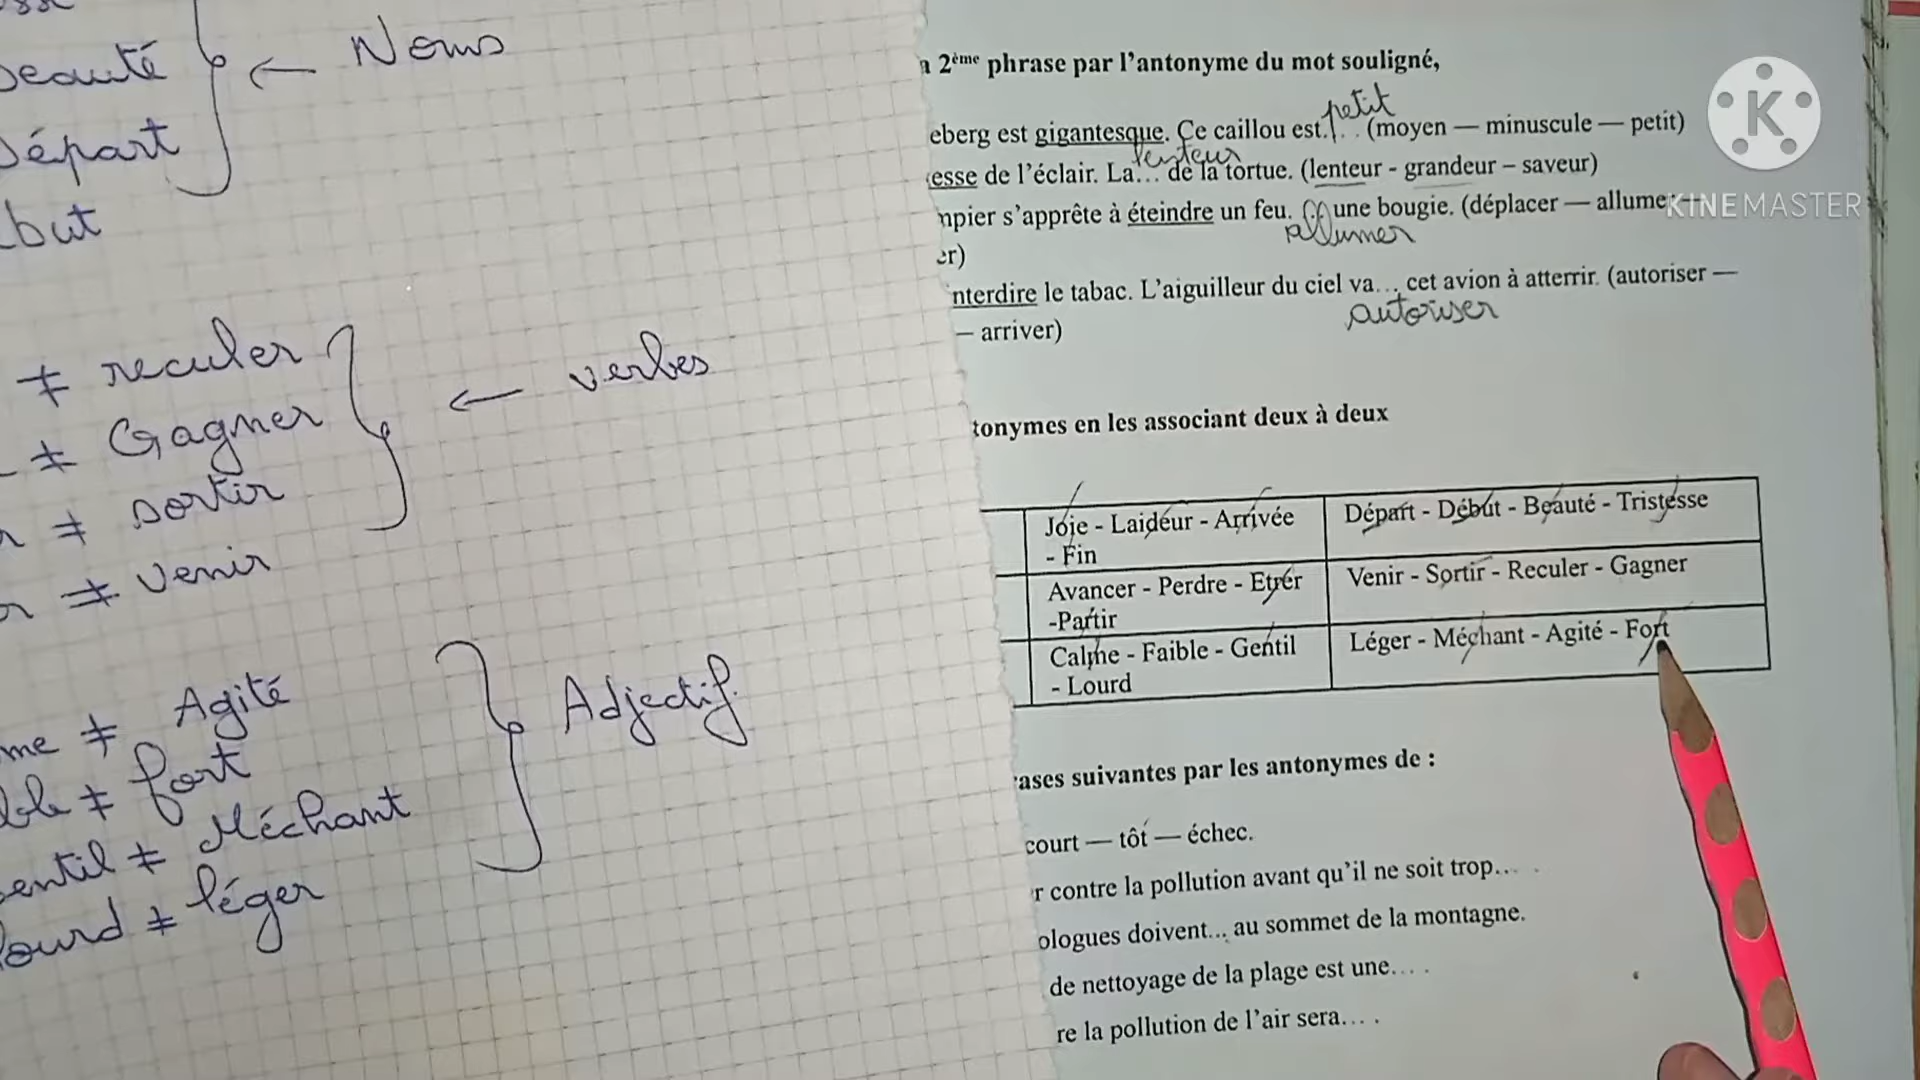 beauté
← Noms
Départ
but
≠ reculer
≠ Gagner
← verbes
≠ sortir
≠ venir
me ≠ Agité
ble ≠ fort
Adjectif.
entil ≠ Méchant
ourd ≠ léger
a 2ème phrase par l'antonyme du mot souligné,
petit
eberg est gigantesque. Ce caillou est... (moyen — minuscule — petit)
lenteur
esse de l'éclair. La... de la tortue. (lenteur - grandeur – saveur)
mpier s'apprête à éteindre un feu. une bougie. (déplacer — allumer
allumer
er)
nterdire le tabac. L'aiguilleur du ciel va... cet avion à atterrir. (autoriser —
autoriser
— arriver)
tonymes en les associant deux à deux
Joie - Laideur - Arrivée
- Fin
Départ - Début - Beauté - Tristesse
Avancer - Perdre - Etrer
-Partir
Venir - Sortir - Reculer - Gagner
Calme - Faible - Gentil
- Lourd
Léger - Méchant - Agité - Fort
ases suivantes par les antonymes de :
court — tôt — échec.
r contre la pollution avant qu'il ne soit trop... .
ologues doivent... au sommet de la montagne.
de nettoyage de la plage est une... .
re la pollution de l'air sera... .
K
KINEMASTER